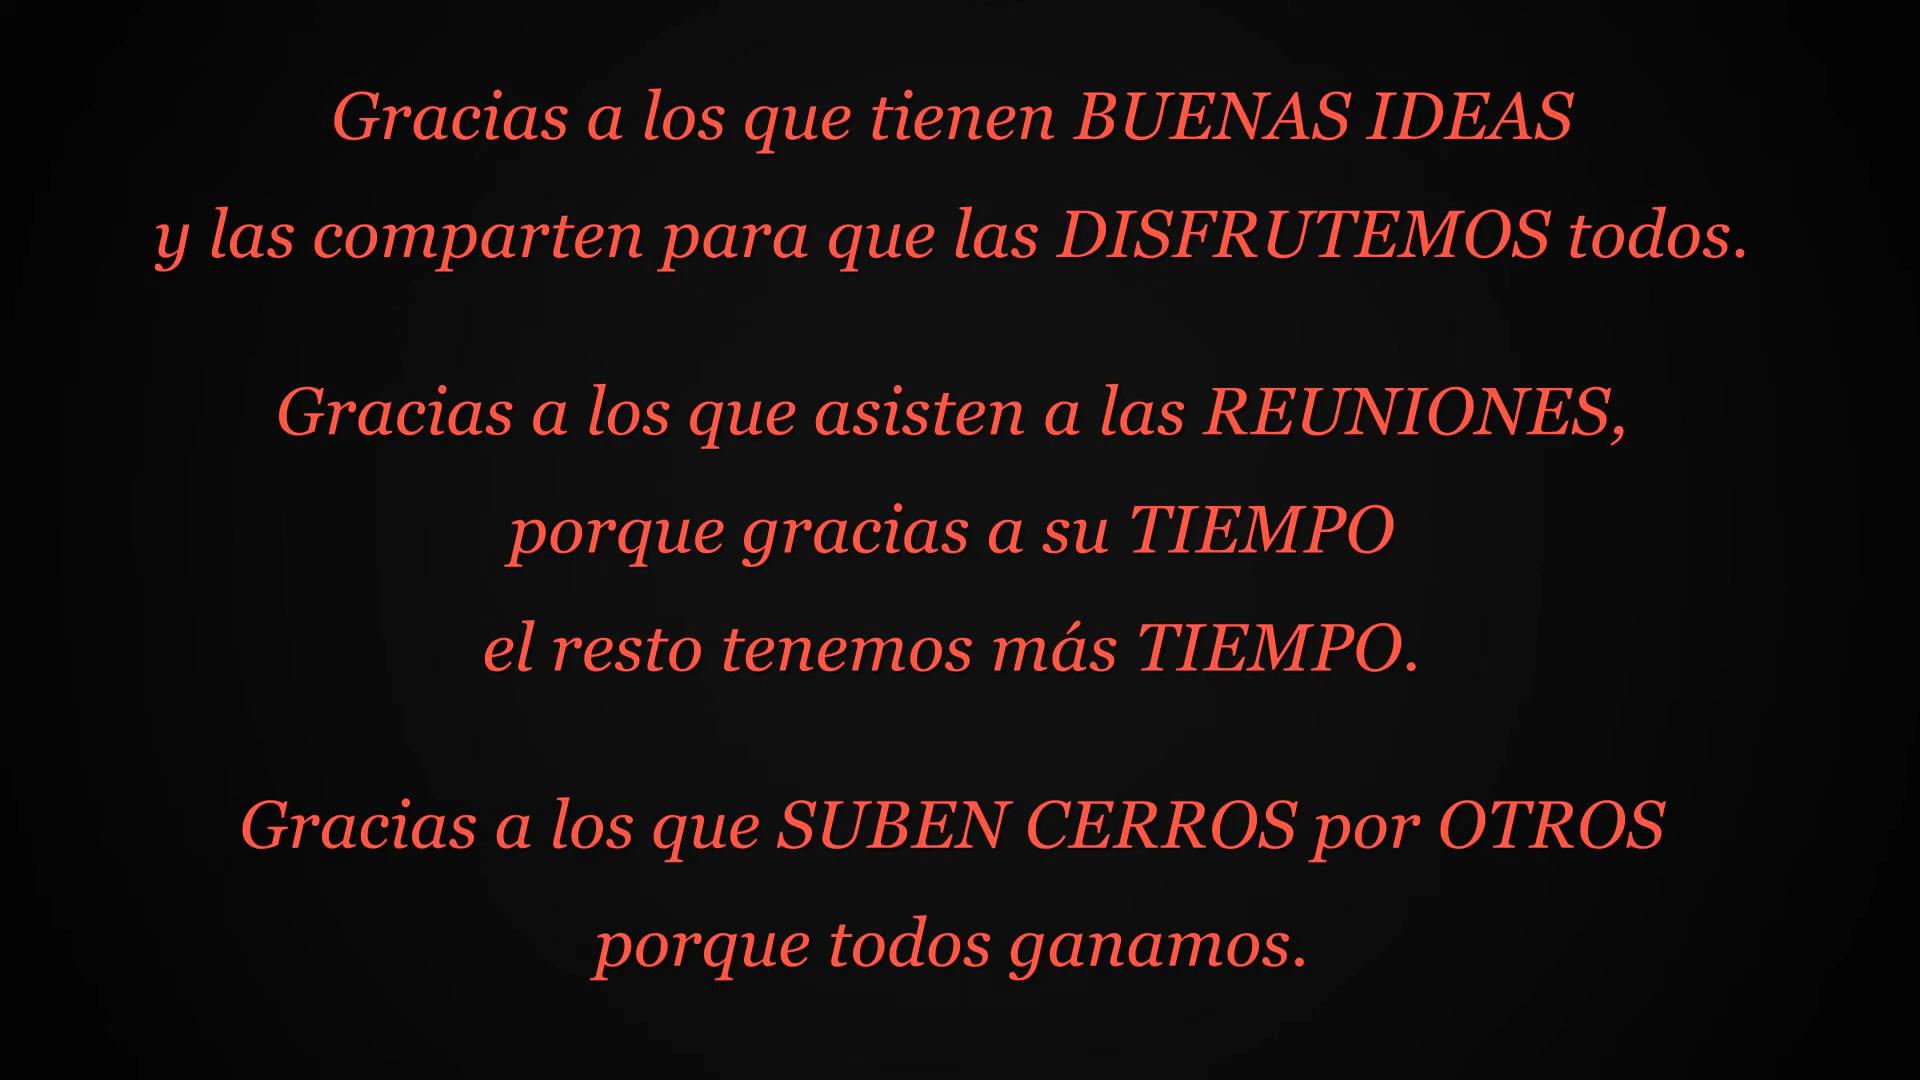 Gracias a los que tienen BUENAS IDEAS
y las comparten para que las DISFRUTEMOS todos.
Gracias a los que asisten a las REUNIONES,
porque gracias a su TIEMPO
el resto tenemos más TIEMPO.
Gracias a los que SUBEN CERROS por OTROS
porque todos ganamos.